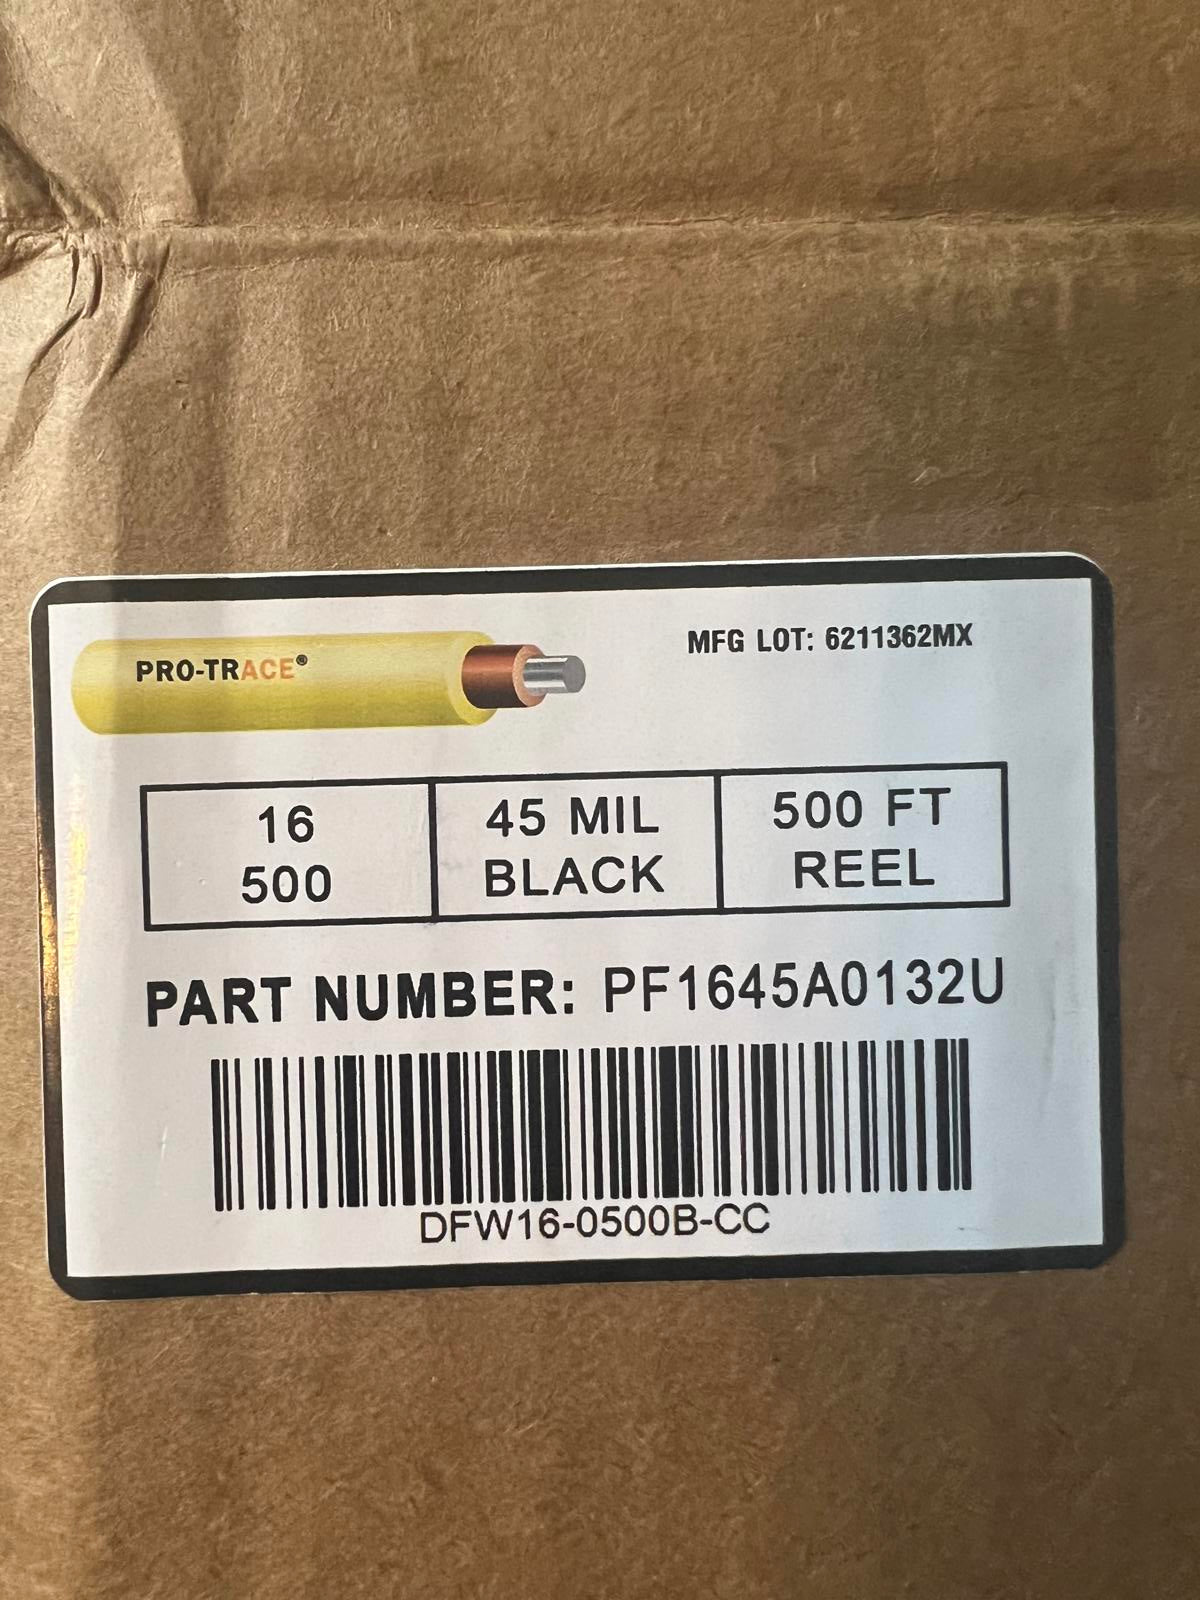 PRO-TRACE®
MFG LOT: 6211362MX
16
500
45 MIL
BLACK
500 FT
REEL
PART NUMBER: PF1645A0132U
DFW16-0500B-CC